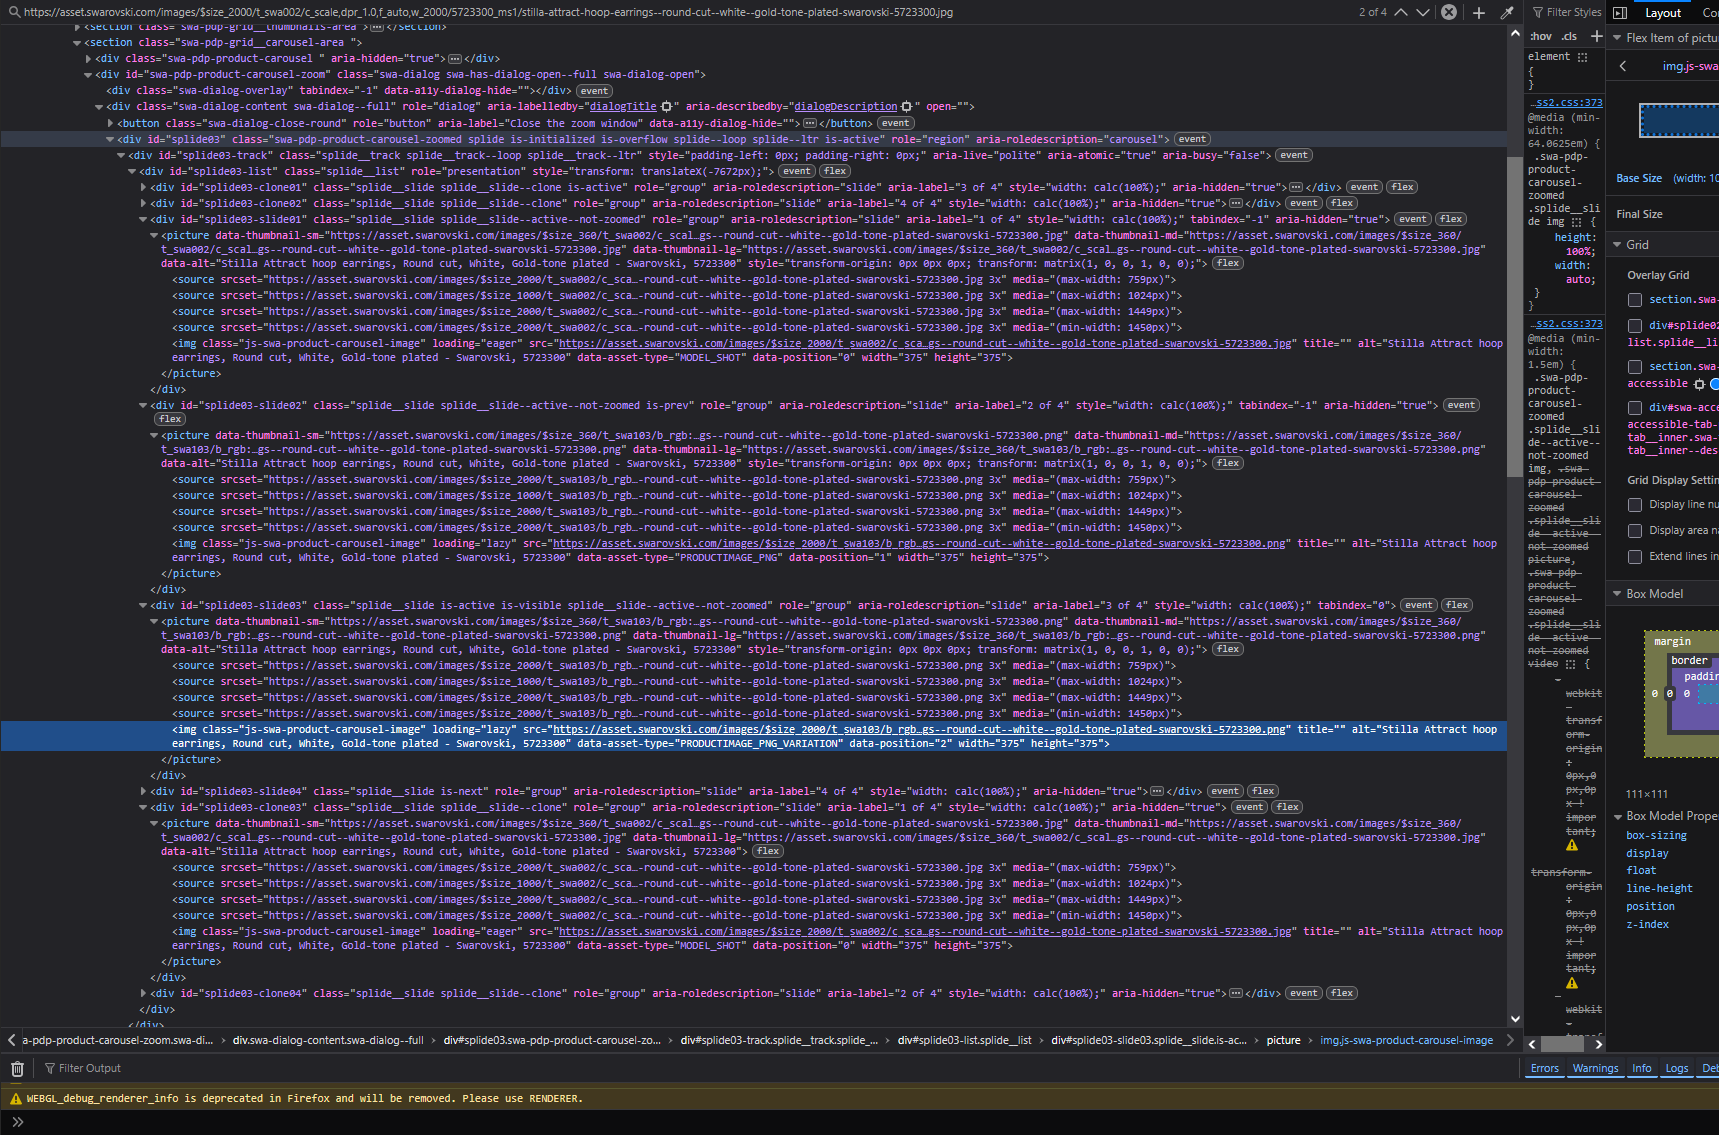 https://asset.swarovski.com/images/$size_2000/t_swa002/c_scale,dpr_1.0,f_auto,w_2000/5723300_ms1/stilla-attract-hoop-earrings--round-cut--white--gold-tone-plated-swarovski-5723300.jpg 2 of 4
<section class="swa-pdp-grid__thumbnails-area"></section>
<section class="swa-pdp-grid__carousel-area ">
<div class="swa-pdp-product-carousel " aria-hidden="true"></div>
<div id="swa-pdp-product-carousel-zoom" class="swa-dialog swa-has-dialog-open--full swa-dialog-open">
<div class="swa-dialog-overlay" tabindex="-1" data-a11y-dialog-hide=""></div> event
<div class="swa-dialog-content swa-dialog--full" role="dialog" aria-labelledby="dialogTitle" aria-describedby="dialogDescription" open="">
<button class="swa-dialog-close-round" role="button" aria-label="Close the zoom window" data-a11y-dialog-hide=""></button> event
<div id="splide03" class="swa-pdp-product-carousel-zoomed splide is-initialized is-overflow splide--loop splide--ltr is-active" role="region" aria-roledescription="carousel"> event
<div id="splide03-track" class="splide__track splide__track--loop splide__track--ltr" style="padding-left: 0px; padding-right: 0px;" aria-live="polite" aria-atomic="true" aria-busy="false"> event
<div id="splide03-list" class="splide__list" role="presentation" style="transform: translateX(-7672px);"> event flex
<div id="splide03-clone01" class="splide__slide splide__slide--clone is-active" role="group" aria-roledescription="slide" aria-label="3 of 4" style="width: calc(100%);" aria-hidden="true"></div> event flex
<div id="splide03-clone02" class="splide__slide splide__slide--clone" role="group" aria-roledescription="slide" aria-label="4 of 4" style="width: calc(100%);" aria-hidden="true"></div> event flex
<div id="splide03-slide01" class="splide__slide splide__slide--active--not-zoomed" role="group" aria-roledescription="slide" aria-label="1 of 4" style="width: calc(100%);" tabindex="-1" aria-hidden="true"> event flex
<picture data-thumbnail-sm="https://asset.swarovski.com/images/$size_360/t_swa002/c_scal…gs--round-cut--white--gold-tone-plated-swarovski-5723300.jpg" data-thumbnail-md="https://asset.swarovski.com/images/$size_360/
t_swa002/c_scal…gs--round-cut--white--gold-tone-plated-swarovski-5723300.jpg" data-thumbnail-lg="https://asset.swarovski.com/images/$size_360/t_swa002/c_scal…gs--round-cut--white--gold-tone-plated-swarovski-5723300.jpg"
data-alt="Stilla Attract hoop earrings, Round cut, White, Gold-tone plated - Swarovski, 5723300" style="transform-origin: 0px 0px 0px; transform: matrix(1, 0, 0, 1, 0, 0);"> flex
<source srcset="https://asset.swarovski.com/images/$size_2000/t_swa002/c_sca…-round-cut--white--gold-tone-plated-swarovski-5723300.jpg 3x" media="(max-width: 759px)">
<source srcset="https://asset.swarovski.com/images/$size_1000/t_swa002/c_sca…-round-cut--white--gold-tone-plated-swarovski-5723300.jpg 3x" media="(max-width: 1024px)">
<source srcset="https://asset.swarovski.com/images/$size_2000/t_swa002/c_sca…-round-cut--white--gold-tone-plated-swarovski-5723300.jpg 3x" media="(max-width: 1449px)">
<source srcset="https://asset.swarovski.com/images/$size_2000/t_swa002/c_sca…-round-cut--white--gold-tone-plated-swarovski-5723300.jpg 3x" media="(min-width: 1450px)">
<img class="js-swa-product-carousel-image" loading="eager" src="https://asset.swarovski.com/images/$size_2000/t_swa002/c_sca…gs--round-cut--white--gold-tone-plated-swarovski-5723300.jpg" title="" alt="Stilla Attract hoop
earrings, Round cut, White, Gold-tone plated - Swarovski, 5723300" data-asset-type="MODEL_SHOT" data-position="0" width="375" height="375">
</picture>
</div>
<div id="splide03-slide02" class="splide__slide splide__slide--active--not-zoomed is-prev" role="group" aria-roledescription="slide" aria-label="2 of 4" style="width: calc(100%);" tabindex="-1" aria-hidden="true"> event
flex
<picture data-thumbnail-sm="https://asset.swarovski.com/images/$size_360/t_swa103/b_rgb:…gs--round-cut--white--gold-tone-plated-swarovski-5723300.png" data-thumbnail-md="https://asset.swarovski.com/images/$size_360/
t_swa103/b_rgb:…gs--round-cut--white--gold-tone-plated-swarovski-5723300.png" data-thumbnail-lg="https://asset.swarovski.com/images/$size_360/t_swa103/b_rgb:…gs--round-cut--white--gold-tone-plated-swarovski-5723300.png"
data-alt="Stilla Attract hoop earrings, Round cut, White, Gold-tone plated - Swarovski, 5723300" style="transform-origin: 0px 0px 0px; transform: matrix(1, 0, 0, 1, 0, 0);"> flex
<source srcset="https://asset.swarovski.com/images/$size_2000/t_swa103/b_rgb…-round-cut--white--gold-tone-plated-swarovski-5723300.png 3x" media="(max-width: 759px)">
<source srcset="https://asset.swarovski.com/images/$size_1000/t_swa103/b_rgb…-round-cut--white--gold-tone-plated-swarovski-5723300.png 3x" media="(max-width: 1024px)">
<source srcset="https://asset.swarovski.com/images/$size_2000/t_swa103/b_rgb…-round-cut--white--gold-tone-plated-swarovski-5723300.png 3x" media="(max-width: 1449px)">
<source srcset="https://asset.swarovski.com/images/$size_2000/t_swa103/b_rgb…-round-cut--white--gold-tone-plated-swarovski-5723300.png 3x" media="(min-width: 1450px)">
<img class="js-swa-product-carousel-image" loading="lazy" src="https://asset.swarovski.com/images/$size_2000/t_swa103/b_rgb…gs--round-cut--white--gold-tone-plated-swarovski-5723300.png" title="" alt="Stilla Attract hoop
earrings, Round cut, White, Gold-tone plated - Swarovski, 5723300" data-asset-type="PRODUCTIMAGE_PNG" data-position="1" width="375" height="375">
</picture>
</div>
<div id="splide03-slide03" class="splide__slide is-active is-visible splide__slide--active--not-zoomed" role="group" aria-roledescription="slide" aria-label="3 of 4" style="width: calc(100%);" tabindex="0"> event flex
<picture data-thumbnail-sm="https://asset.swarovski.com/images/$size_360/t_swa103/b_rgb:…gs--round-cut--white--gold-tone-plated-swarovski-5723300.png" data-thumbnail-md="https://asset.swarovski.com/images/$size_360/
t_swa103/b_rgb:…gs--round-cut--white--gold-tone-plated-swarovski-5723300.png" data-thumbnail-lg="https://asset.swarovski.com/images/$size_360/t_swa103/b_rgb:…gs--round-cut--white--gold-tone-plated-swarovski-5723300.png"
data-alt="Stilla Attract hoop earrings, Round cut, White, Gold-tone plated - Swarovski, 5723300" style="transform-origin: 0px 0px 0px; transform: matrix(1, 0, 0, 1, 0, 0);"> flex
<source srcset="https://asset.swarovski.com/images/$size_2000/t_swa103/b_rgb…-round-cut--white--gold-tone-plated-swarovski-5723300.png 3x" media="(max-width: 759px)">
<source srcset="https://asset.swarovski.com/images/$size_1000/t_swa103/b_rgb…-round-cut--white--gold-tone-plated-swarovski-5723300.png 3x" media="(max-width: 1024px)">
<source srcset="https://asset.swarovski.com/images/$size_2000/t_swa103/b_rgb…-round-cut--white--gold-tone-plated-swarovski-5723300.png 3x" media="(max-width: 1449px)">
<source srcset="https://asset.swarovski.com/images/$size_2000/t_swa103/b_rgb…-round-cut--white--gold-tone-plated-swarovski-5723300.png 3x" media="(min-width: 1450px)">
<img class="js-swa-product-carousel-image" loading="lazy" src="https://asset.swarovski.com/images/$size_2000/t_swa103/b_rgb…gs--round-cut--white--gold-tone-plated-swarovski-5723300.png" title="" alt="Stilla Attract hoop
earrings, Round cut, White, Gold-tone plated - Swarovski, 5723300" data-asset-type="PRODUCTIMAGE_PNG_VARIATION" data-position="2" width="375" height="375">
</picture>
</div>
<div id="splide03-slide04" class="splide__slide is-next" role="group" aria-roledescription="slide" aria-label="4 of 4" style="width: calc(100%);" aria-hidden="true"></div> event flex
<div id="splide03-clone03" class="splide__slide splide__slide--clone" role="group" aria-roledescription="slide" aria-label="1 of 4" style="width: calc(100%);" aria-hidden="true"> event flex
<picture data-thumbnail-sm="https://asset.swarovski.com/images/$size_360/t_swa002/c_scal…gs--round-cut--white--gold-tone-plated-swarovski-5723300.jpg" data-thumbnail-md="https://asset.swarovski.com/images/$size_360/
t_swa002/c_scal…gs--round-cut--white--gold-tone-plated-swarovski-5723300.jpg" data-thumbnail-lg="https://asset.swarovski.com/images/$size_360/t_swa002/c_scal…gs--round-cut--white--gold-tone-plated-swarovski-5723300.jpg"
data-alt="Stilla Attract hoop earrings, Round cut, White, Gold-tone plated - Swarovski, 5723300"> flex
<source srcset="https://asset.swarovski.com/images/$size_2000/t_swa002/c_sca…-round-cut--white--gold-tone-plated-swarovski-5723300.jpg 3x" media="(max-width: 759px)">
<source srcset="https://asset.swarovski.com/images/$size_1000/t_swa002/c_sca…-round-cut--white--gold-tone-plated-swarovski-5723300.jpg 3x" media="(max-width: 1024px)">
<source srcset="https://asset.swarovski.com/images/$size_2000/t_swa002/c_sca…-round-cut--white--gold-tone-plated-swarovski-5723300.jpg 3x" media="(max-width: 1449px)">
<source srcset="https://asset.swarovski.com/images/$size_2000/t_swa002/c_sca…-round-cut--white--gold-tone-plated-swarovski-5723300.jpg 3x" media="(min-width: 1450px)">
<img class="js-swa-product-carousel-image" loading="eager" src="https://asset.swarovski.com/images/$size_2000/t_swa002/c_sca…gs--round-cut--white--gold-tone-plated-swarovski-5723300.jpg" title="" alt="Stilla Attract hoop
earrings, Round cut, White, Gold-tone plated - Swarovski, 5723300" data-asset-type="MODEL_SHOT" data-position="0" width="375" height="375">
</picture>
</div>
<div id="splide03-clone04" class="splide__slide splide__slide--clone" role="group" aria-roledescription="slide" aria-label="2 of 4" style="width: calc(100%);" aria-hidden="true"></div> event flex
</div>
</div>
a-pdp-product-carousel-zoom.swa-di... div.swa-dialog-content.swa-dialog--full div#splide03.swa-pdp-product-carousel-zo... div#splide03-track.splide__track.splide_... div#splide03-list.splide__list div#splide03-slide03.splide__slide.is-ac... picture img.js-swa-product-carousel-image
Filter Styles
:hov .cls
element
{
}
...ss2.css:373
@media (min-
width:
64.0625em) {
.swa-pdp-
product-
carousel-
zoomed
.splide__sli
de img {
height:
100%;
width:
auto;
}
}
...ss2.css:373
@media (min-
width:
1.5em) {
.swa-pdp-
product-
carousel-
zoomed
.splide__sli
de--active--
not-zoomed
img, .swa-
pdp-product-
carousel-
zoomed
.splide__sli
de--active--
not-zoomed
picture,
.swa-pdp-
product-
carousel-
zoomed
.splide__sli
de--active--
not-zoomed
video {
-
webkit
-
transf
orm-
origin
:
0px,0
px,0px
!
impor
tant;
transform-
origin
:
0px,0
px,0px
!
impor
tant;
-
webkit
-
transf
Layout Co
Flex Item of pictu
img.js-swa
Base Size (width: 10
Final Size
Grid
Overlay Grid
section.swa-
div#splide02
list.splide__li
section.swa-
accessible
div#swa-acce
accessible-tab-
tab__inner.swa-
tab__inner--des
Grid Display Settin
Display line nu
Display area na
Extend lines in
Box Model
margin
border
paddin
0 0 0
111×111
Box Model Prope
box-sizing
display
float
line-height
position
z-index
Filter Output
Errors Warnings Info Logs Deb
WEBGL_debug_renderer_info is deprecated in Firefox and will be removed. Please use RENDERER.